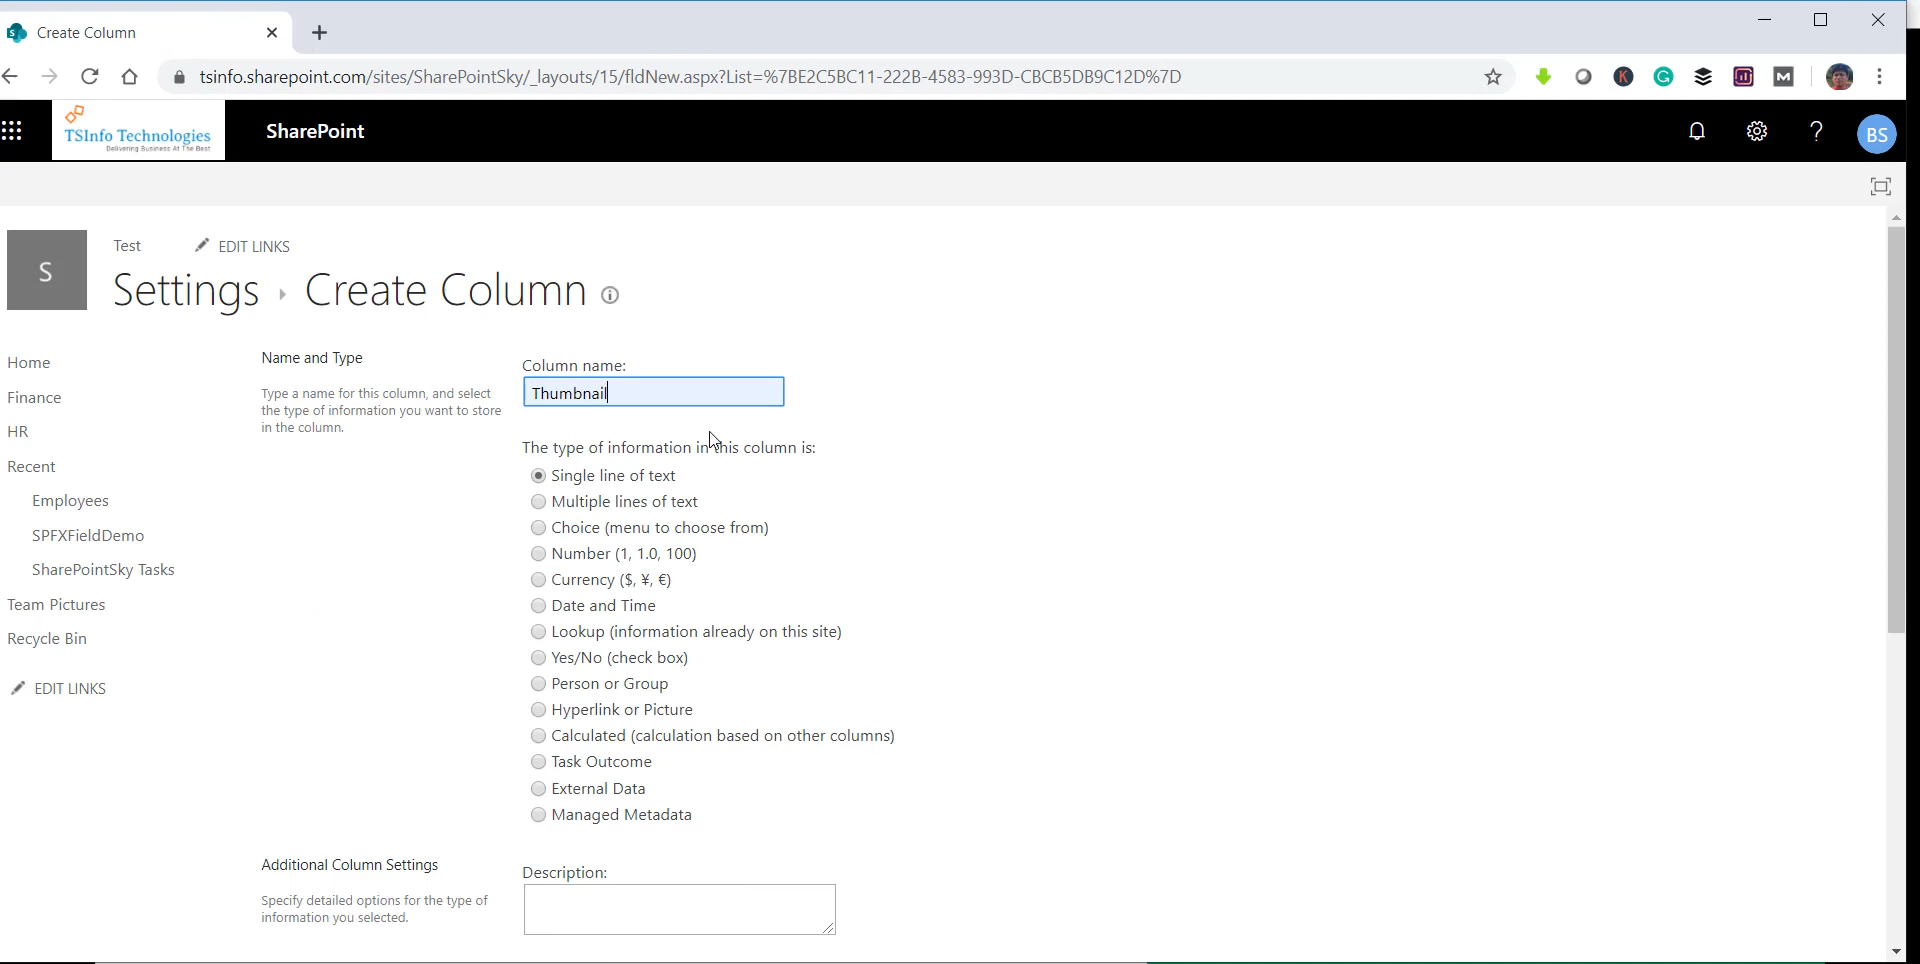 Create Column
tsinfo.sharepoint.com/sites/SharePointSky/_layouts/15/fldNew.aspx?List=%7BE2C5BC11-222B-4583-993D-CBCB5DB9C12D%7D
TSInfo Technologies
Delivering Business At The Best
SharePoint
BS
S
Test
EDIT LINKS
Settings Create Column
Home
Finance
HR
Recent
Employees
SPFXFieldDemo
SharePointSky Tasks
Team Pictures
Recycle Bin
EDIT LINKS
Name and Type
Type a name for this column, and select
the type of information you want to store
in the column.
Column name:
Thumbnail
The type of information in this column is:
Single line of text
Multiple lines of text
Choice (menu to choose from)
Number (1, 1.0, 100)
Currency ($, ¥, €)
Date and Time
Lookup (information already on this site)
Yes/No (check box)
Person or Group
Hyperlink or Picture
Calculated (calculation based on other columns)
Task Outcome
External Data
Managed Metadata
Additional Column Settings
Specify detailed options for the type of
information you selected.
Description: